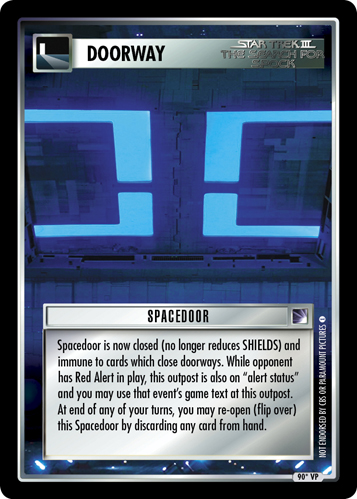 DOORWAY
STAR TREK III
THE SEARCH FOR
SPOCK
SPACEDOOR
Spacedoor is now closed (no longer reduces SHIELDS) and
immune to cards which close doorways. While opponent
has Red Alert in play, this outpost is also on “alert status”
and you may use that event's game text at this outpost.
At end of any of your turns, you may re-open (flip over)
this Spacedoor by discarding any card from hand.
NOT ENDORSED BY CBS OR PARAMOUNT PICTURES
90* VP